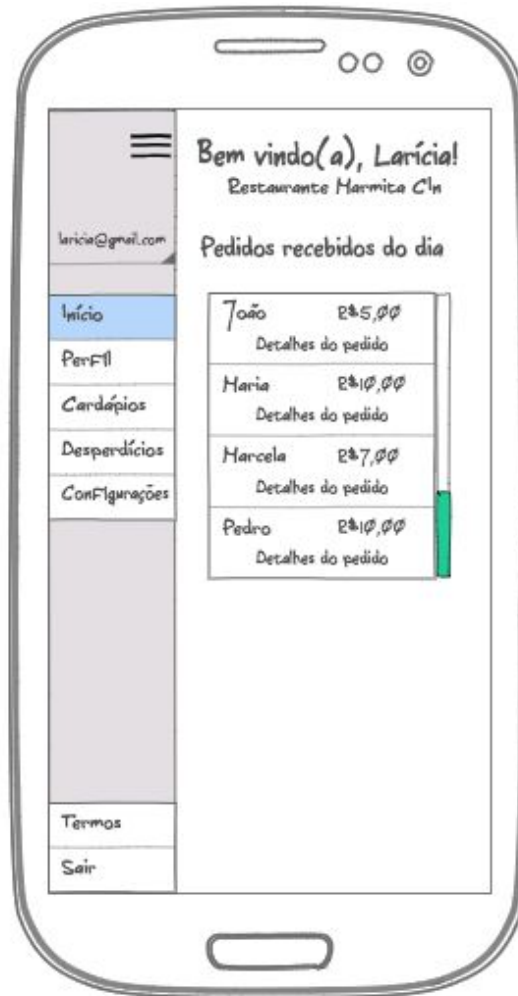 Bem vindo(a), Larícia!
Restaurante Marmita CIn
laricia@gmail.com
Pedidos recebidos do dia
Início
Perfil
Cardápios
Desperdícios
Configurações
Termos
Sair
João R$5,00
Detalhes do pedido
Maria R$10,00
Detalhes do pedido
Marcela R$7,00
Detalhes do pedido
Pedro R$10,00
Detalhes do pedido